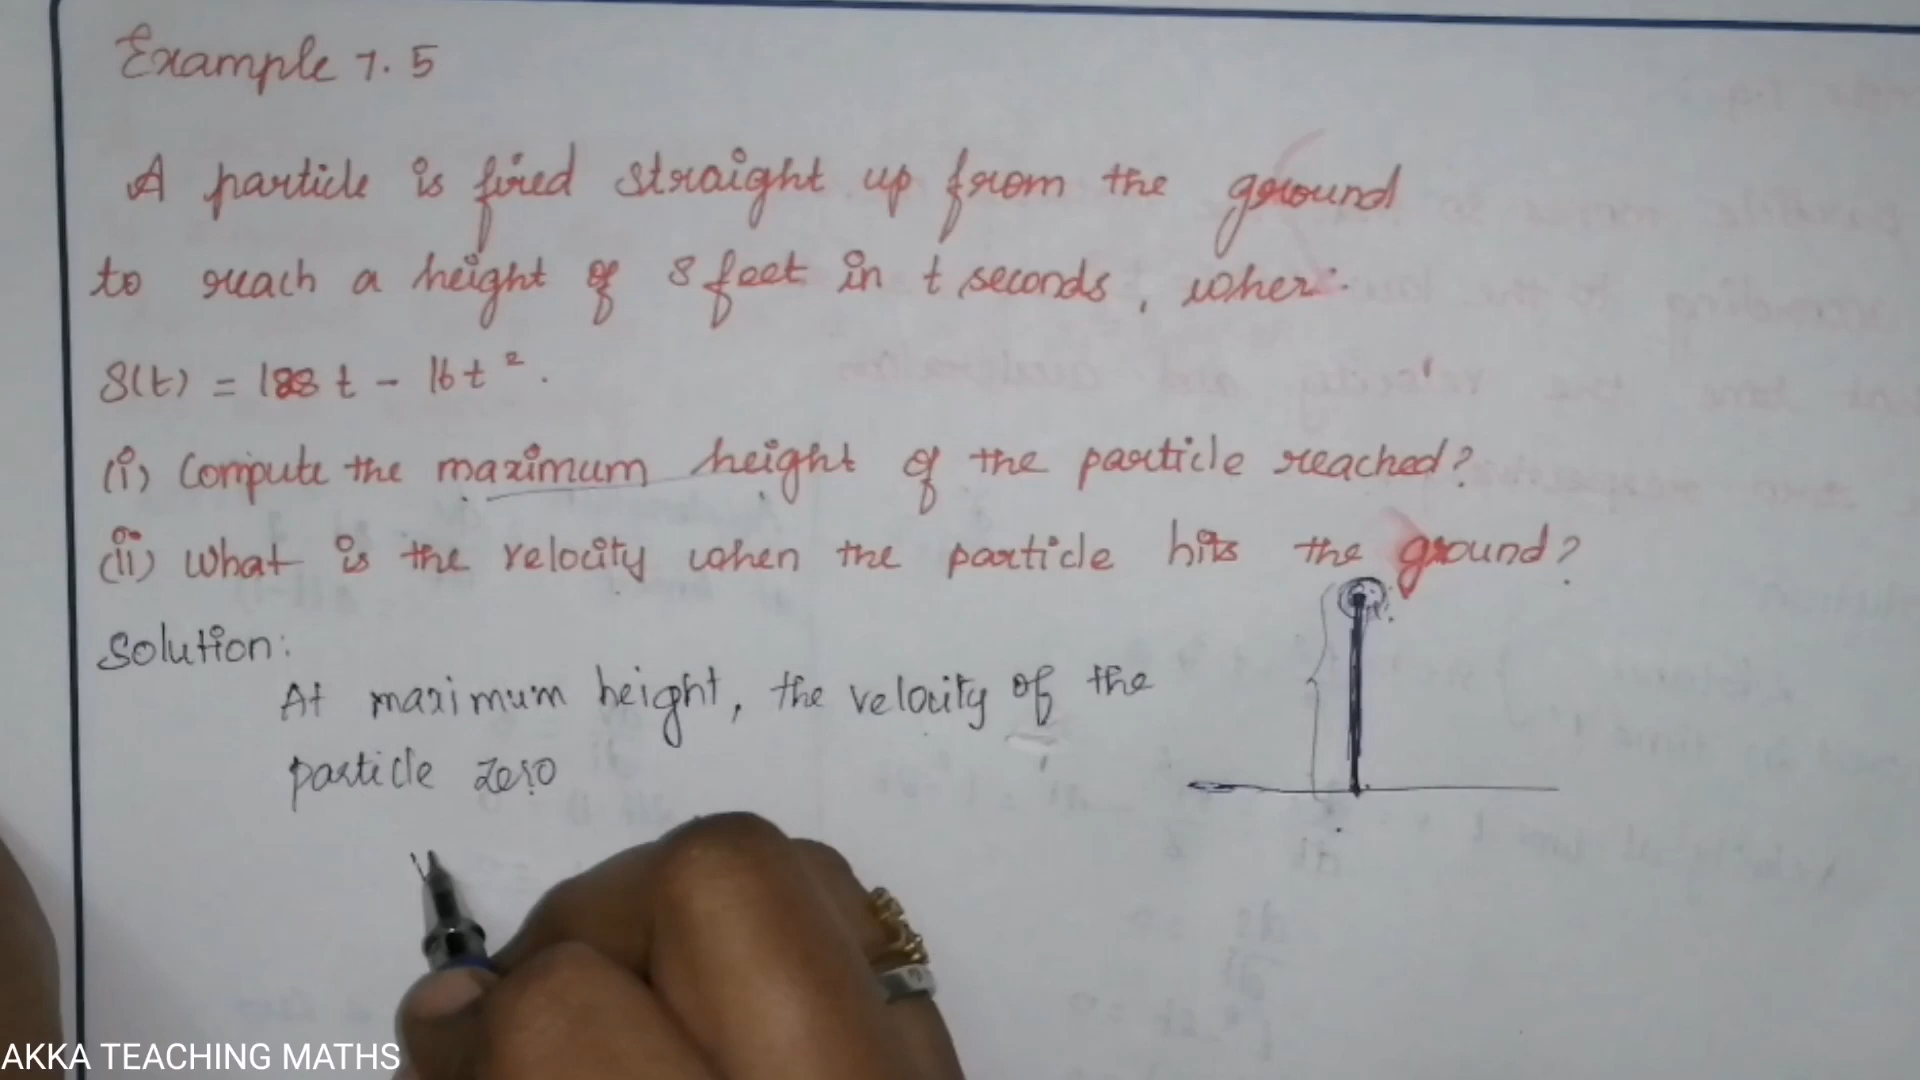 Example 7.5
A particle is fired straight up from the ground
to reach a height of s feet in t seconds, where
S(t) = 128 t - 16t².
(i) Compute the maximum height of the particle reached?
(ii) What is the velocity when the particle hits the ground?
Solution:
At maximum height, the velocity of the
particle zero
AKKA TEACHING MATHS